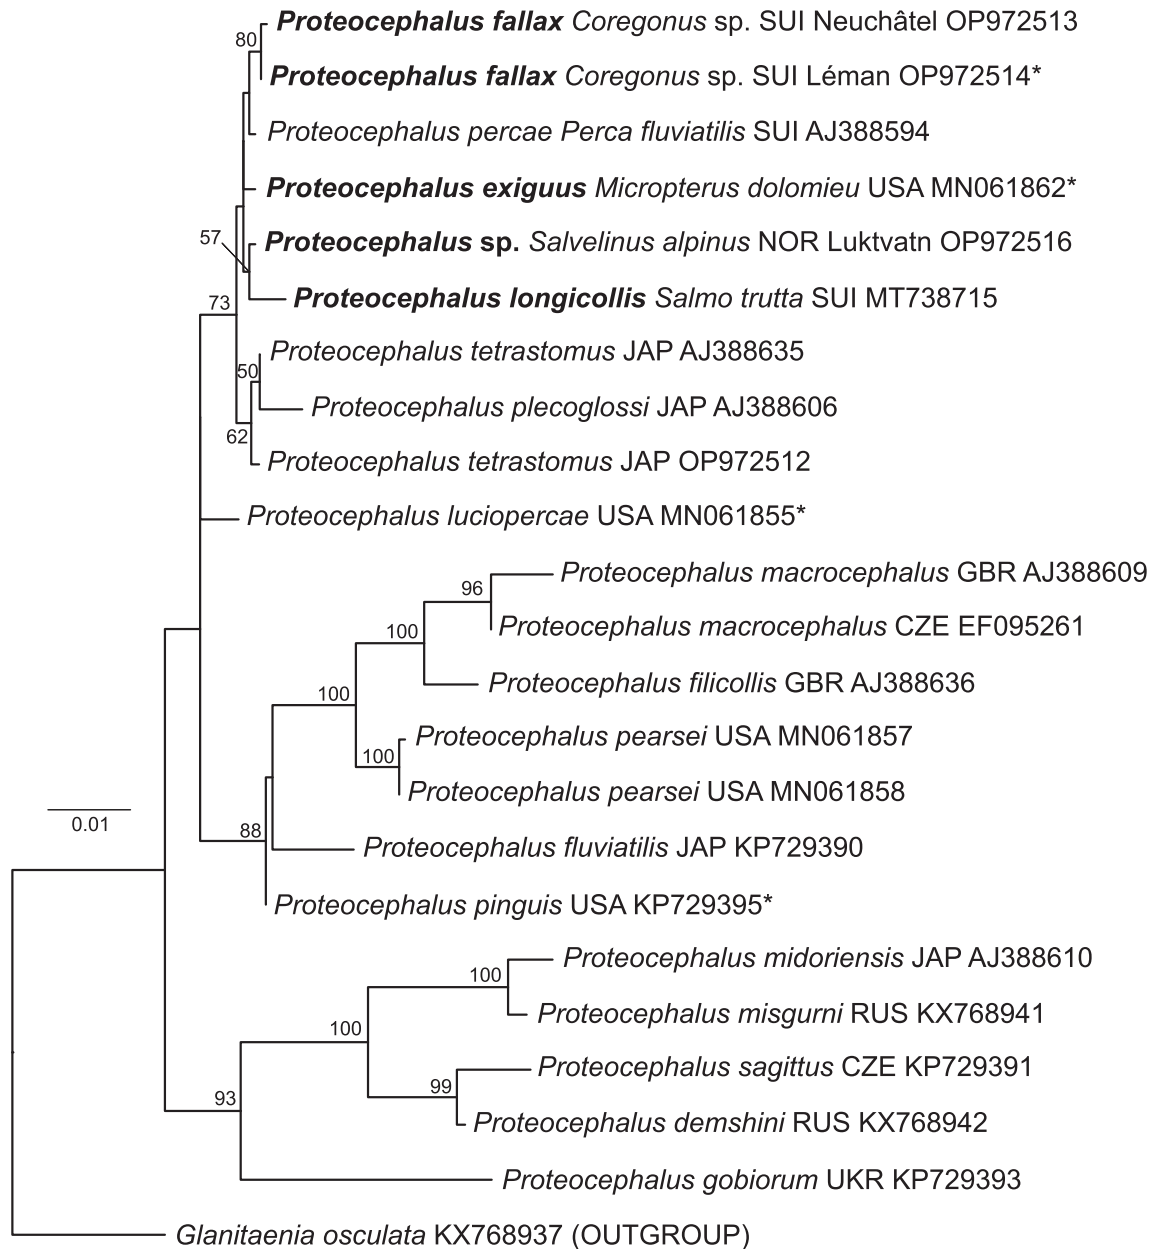 Proteocephalus fallax Coregonus sp. SUI Neuchâtel OP972513
80
Proteocephalus fallax Coregonus sp. SUI Léman OP972514*
Proteocephalus percae Perca fluviatilis SUI AJ388594
Proteocephalus exiguus Micropterus dolomieu USA MN061862*
57
Proteocephalus sp. Salvelinus alpinus NOR Luktvatn OP972516
73
Proteocephalus longicollis Salmo trutta SUI MT738715
Proteocephalus tetrastomus JAP AJ388635
50
Proteocephalus plecoglossi JAP AJ388606
62
Proteocephalus tetrastomus JAP OP972512
Proteocephalus luciopercae USA MN061855*
Proteocephalus macrocephalus GBR AJ388609
96
Proteocephalus macrocephalus CZE EF095261
100
Proteocephalus filicollis GBR AJ388636
100
Proteocephalus pearsei USA MN061857
100
Proteocephalus pearsei USA MN061858
0.01
88
Proteocephalus fluviatilis JAP KP729390
Proteocephalus pinguis USA KP729395*
Proteocephalus midoriensis JAP AJ388610
100
Proteocephalus misgurni RUS KX768941
100
Proteocephalus sagittus CZE KP729391
99
93
Proteocephalus demshini RUS KX768942
Proteocephalus gobiorum UKR KP729393
Glanitaenia osculata KX768937 (OUTGROUP)